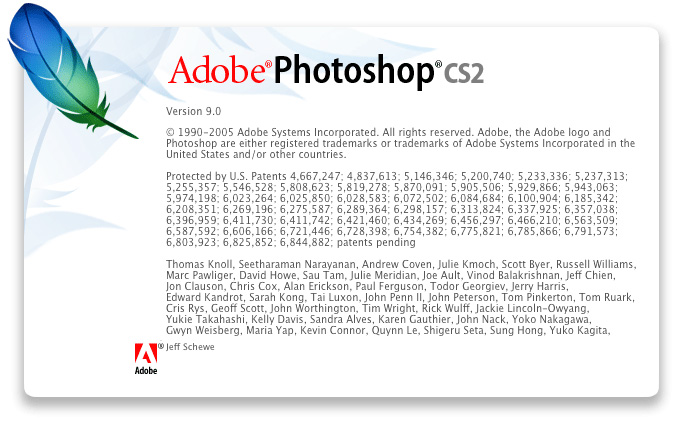 Adobe® Photoshop® CS2
Version 9.0
© 1990-2005 Adobe Systems Incorporated. All rights reserved. Adobe, the Adobe logo and
Photoshop are either registered trademarks or trademarks of Adobe Systems Incorporated in the
United States and/or other countries.
Protected by U.S. Patents 4,667,247; 4,837,613; 5,146,346; 5,200,740; 5,233,336; 5,237,313;
5,255,357; 5,546,528; 5,808,623; 5,819,278; 5,870,091; 5,905,506; 5,929,866; 5,943,063;
5,974,198; 6,023,264; 6,025,850; 6,028,583; 6,072,502; 6,084,684; 6,100,904; 6,185,342;
6,208,351; 6,269,196; 6,275,587; 6,289,364; 6,298,157; 6,313,824; 6,337,925; 6,357,038;
6,396,959; 6,411,730; 6,411,742; 6,421,460; 6,434,269; 6,456,297; 6,466,210; 6,563,509;
6,587,592; 6,606,166; 6,721,446; 6,728,398; 6,754,382; 6,775,821; 6,785,866; 6,791,573;
6,803,923; 6,825,852; 6,844,882; patents pending
Thomas Knoll, Seetharaman Narayanan, Andrew Coven, Julie Kmoch, Scott Byer, Russell Williams,
Marc Pawliger, David Howe, Sau Tam, Julie Meridian, Joe Ault, Vinod Balakrishnan, Jeff Chien,
Jon Clauson, Chris Cox, Alan Erickson, Paul Ferguson, Todor Georgiev, Jerry Harris,
Edward Kandrot, Sarah Kong, Tai Luxon, John Penn II, John Peterson, Tom Pinkerton, Tom Ruark,
Cris Rys, Geoff Scott, John Worthington, Tim Wright, Rick Wulff, Jackie Lincoln-Owyang,
Yukie Takahashi, Kelly Davis, Sandra Alves, Karen Gauthier, John Nack, Yoko Nakagawa,
Gwyn Weisberg, Maria Yap, Kevin Connor, Quynn Le, Shigeru Seta, Sung Hong, Yuko Kagita,
Jeff Schewe
® Adobe